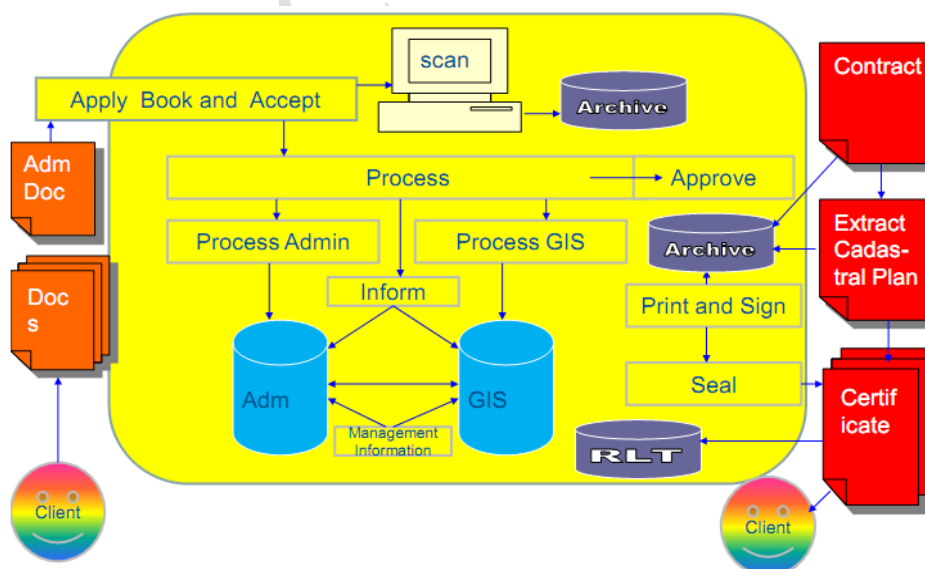 scan
Contract
Apply Book and Accept
Archive
Adm
Doc
Process
Approve
Process Admin
Process GIS
Archive
Extract
Cadas-
tral Plan
Doc
s
Inform
Print and Sign
Adm
GIS
Seal
Certif
icate
Management
Information
RLT
Client
Client